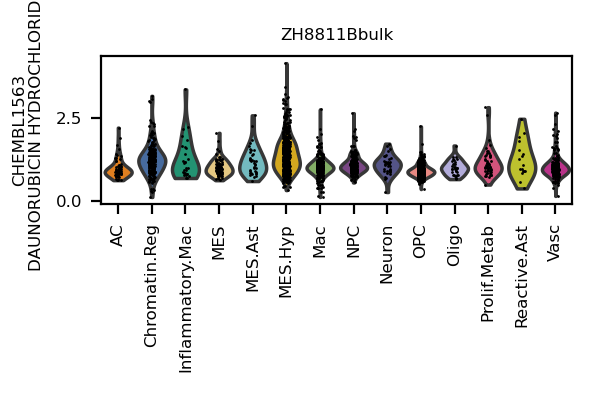 ZH8811Bbulk
CHEMBL1563
DAUNORUBICIN HYDROCHLORID
2.5
0.0
AC
Chromatin.Reg
Inflammatory.Mac
MES
MES.Ast
MES.Hyp
Mac
NPC
Neuron
OPC
Oligo
Prolif.Metab
Reactive.Ast
Vasc